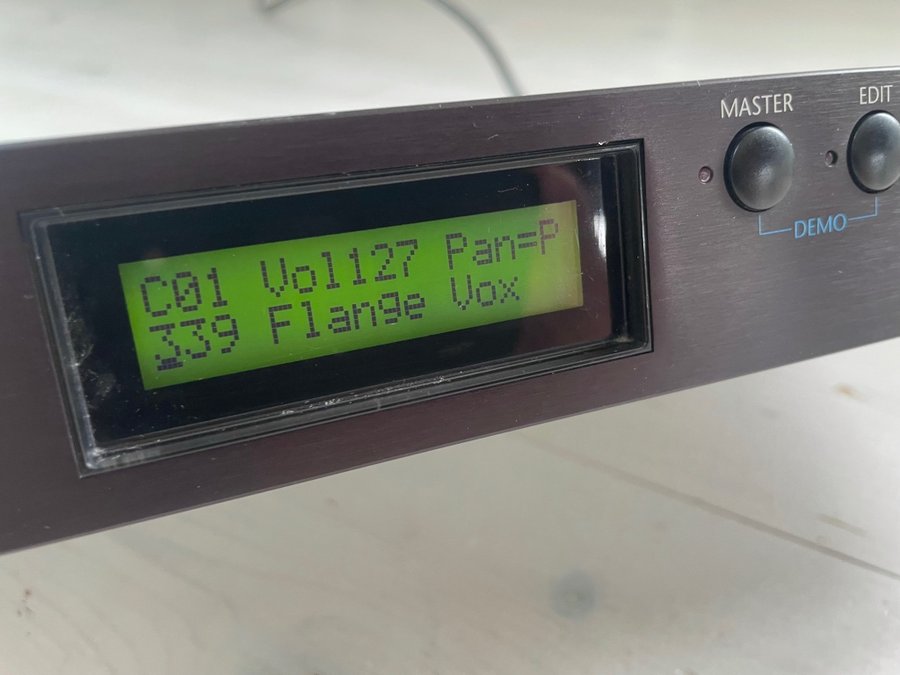 MASTER EDIT
DEMO
C01 Vol127 Pan=P
339 Flange Vox